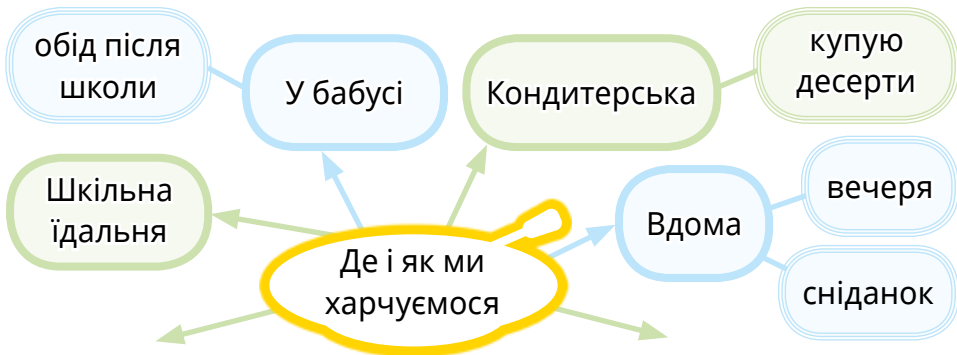 обід після
школи
У бабусі
Кондитерська
купую
десерти
Шкільна
їдальня
Де і як ми
харчуємося
Вдома
вечеря
сніданок